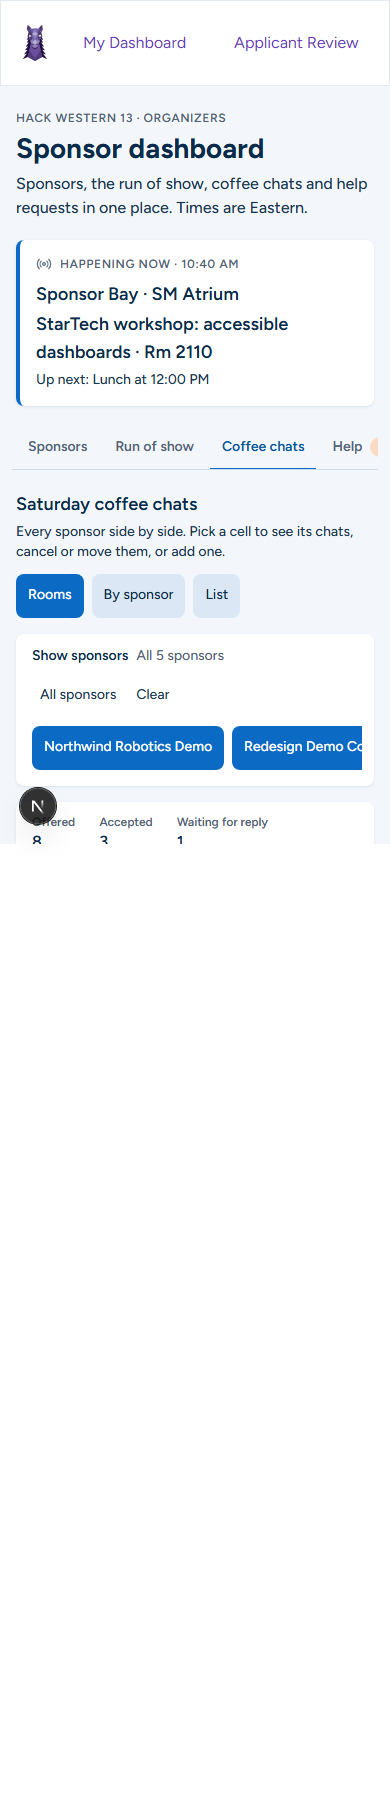 My Dashboard
Applicant Review
HACK WESTERN 13 · ORGANIZERS
Sponsor dashboard
Sponsors, the run of show, coffee chats and help
requests in one place. Times are Eastern.
HAPPENING NOW · 10:40 AM
Sponsor Bay · SM Atrium
StarTech workshop: accessible
dashboards · Rm 2110
Up next: Lunch at 12:00 PM
Sponsors Run of show Coffee chats Help
Saturday coffee chats
Every sponsor side by side. Pick a cell to see its chats,
cancel or move them, or add one.
Rooms By sponsor List
Show sponsors All 5 sponsors
All sponsors Clear
Northwind Robotics Demo Redesign Demo Co
N
Offered Accepted Waiting for reply
8 3 1